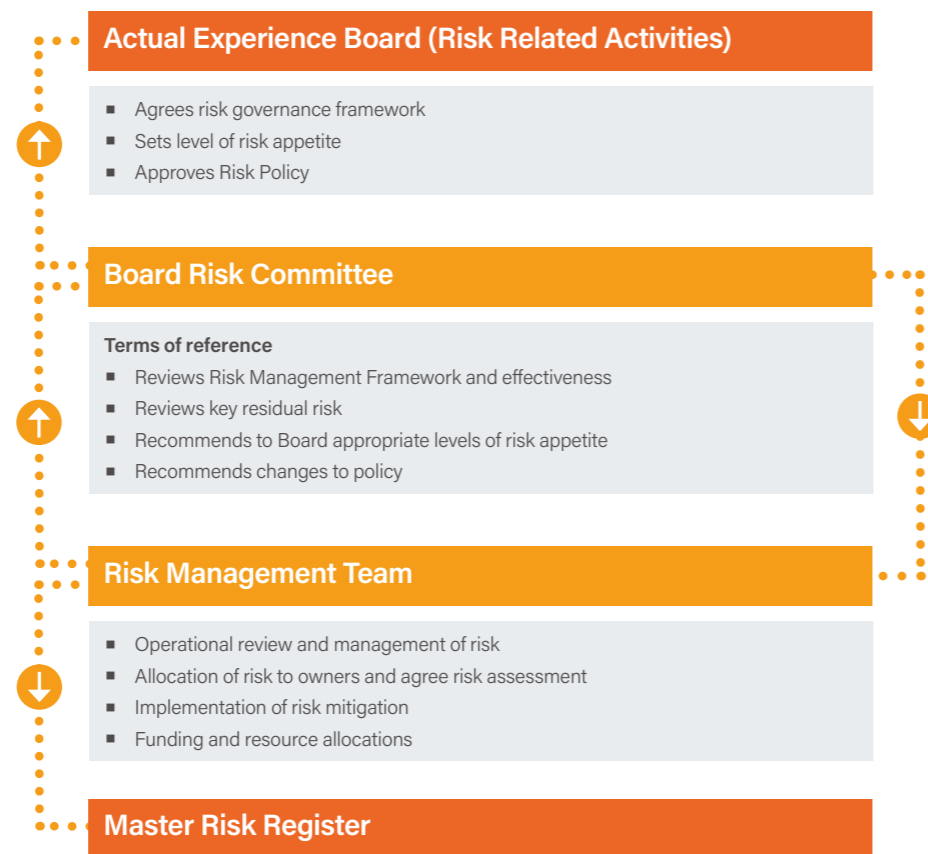 Actual Experience Board (Risk Related Activities)
■ Agrees risk governance framework
■ Sets level of risk appetite
■ Approves Risk Policy
Board Risk Committee
Terms of reference
■ Reviews Risk Management Framework and effectiveness
■ Reviews key residual risk
■ Recommends to Board appropriate levels of risk appetite
■ Recommends changes to policy
Risk Management Team
■ Operational review and management of risk
■ Allocation of risk to owners and agree risk assessment
■ Implementation of risk mitigation
■ Funding and resource allocations
Master Risk Register